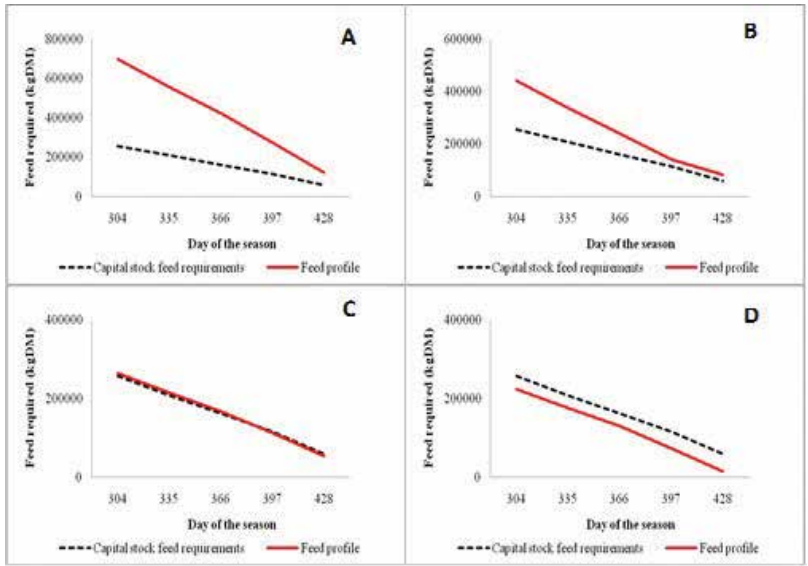 A
Feed required (kgDM)
800000
600000
400000
200000
0
304 335 366 397 428
Day of the season
Capital stock feed requirements Feed profile
B
Feed required (kgDM)
600000
400000
200000
0
304 335 366 397 428
Day of the season
Capital stock feed requirements Feed profile
C
Feed required (kgDM)
400000
200000
0
304 335 366 397 428
Day of the season
Capital stock feed requirements Feed profile
D
Feed required (kgDM)
400000
200000
0
304 335 366 397 428
Day of the season
Capital stock feed requirements Feed profile